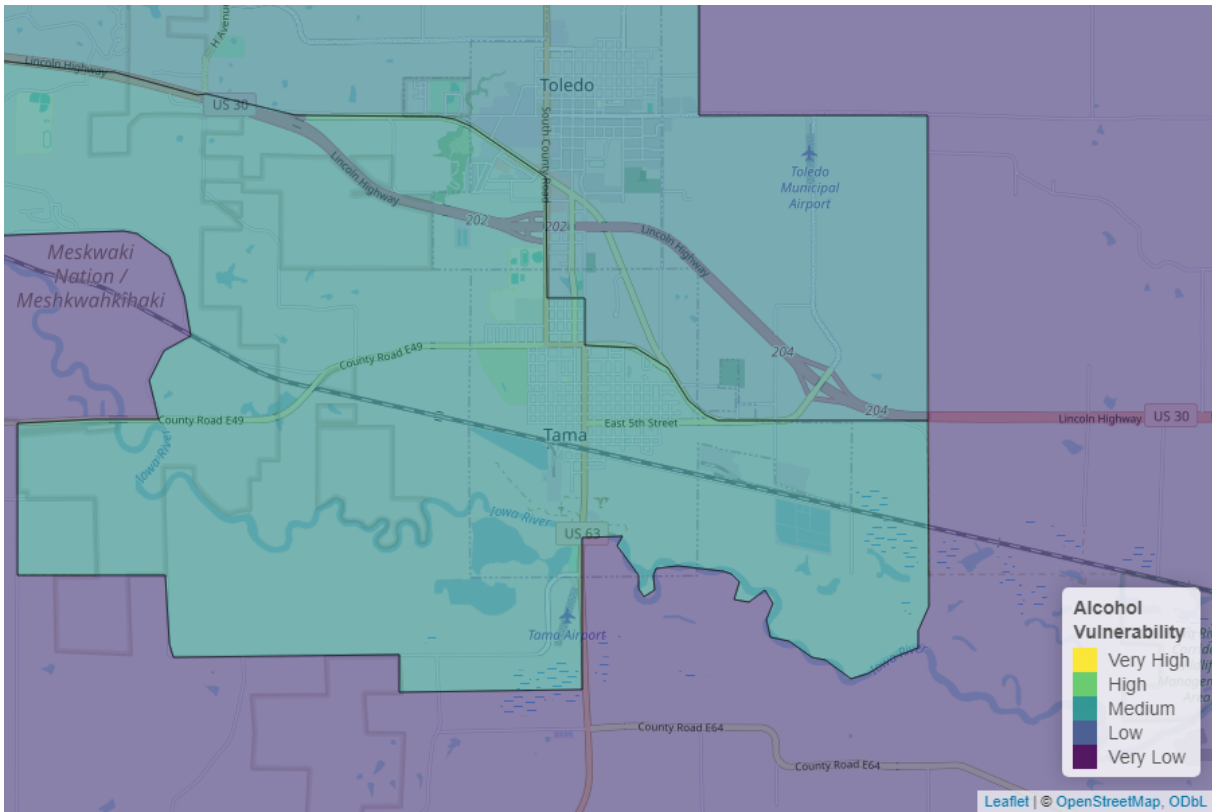 H Avenue
Lincoln Highway
US 30
Toledo
South County Road
Toledo
Municipal
Airport
Lincoln Highway
202
202
Lincoln Highway
Meskwaki
Nation /
Meshkwahkîhaki
204
County Road E49
204
Lincoln Highway
US 30
County Road E49
East 5th Street
Tama
Iowa River
Iowa River
US 63
Tama Airport
Iowa River
County Road E64
County Road E64
Alcohol
Vulnerability
Very High
High
Medium
Low
Very Low
Leaflet | © OpenStreetMap, ODbL